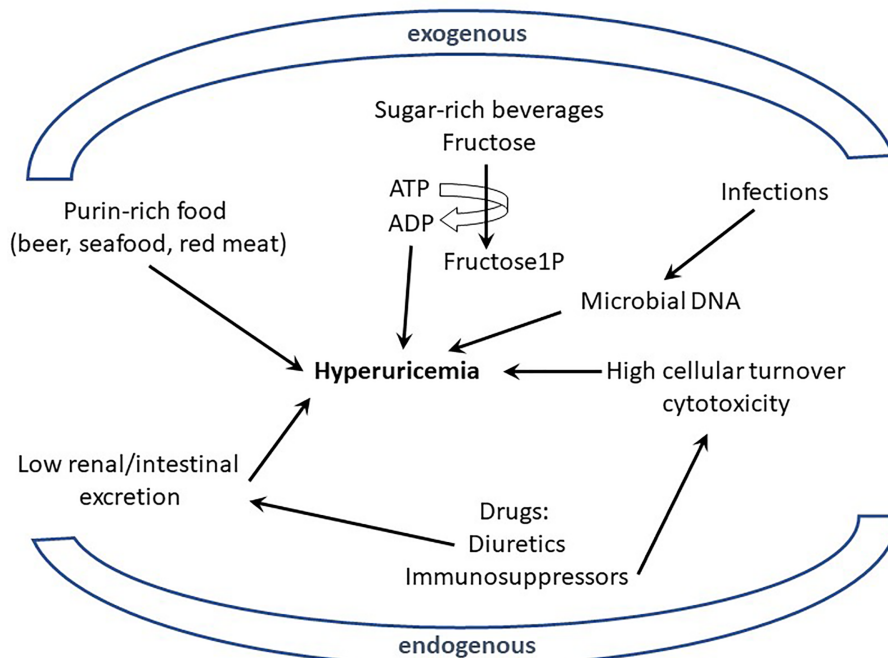 exogenous
Sugar-rich beverages
Fructose
ATP
ADP
Fructose1P
Purin-rich food
(beer, seafood, red meat)
Infections
Microbial DNA
Hyperuricemia
High cellular turnover
cytotoxicity
Low renal/intestinal
excretion
Drugs:
Diuretics
Immunosuppressors
endogenous